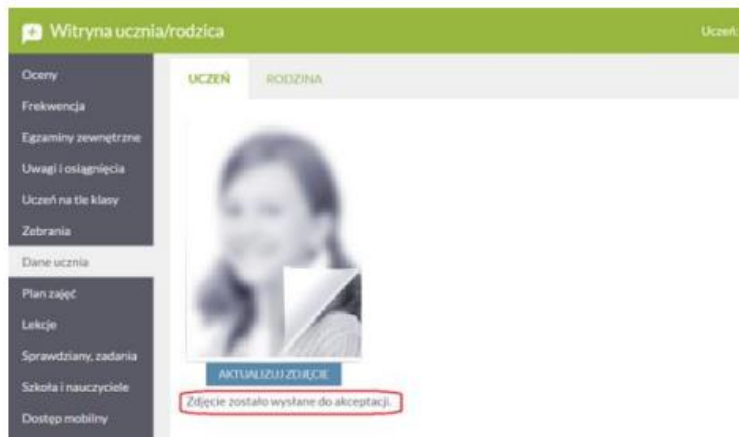 Witryna ucznia/rodzica
Uczeń:
Oceny
Frekwencja
Egzaminy zewnętrzne
Uwagi i osiągnięcia
Uczeń na tle klasy
Zebrania
Dane ucznia
Plan zajęć
Lekcje
Sprawdziany, zadania
Szkoła i nauczyciele
Dostęp mobilny
UCZEŃ RODZINA
AKTUALIZUJ ZDJĘCIE
Zdjęcie zostało wysłane do akceptacji.